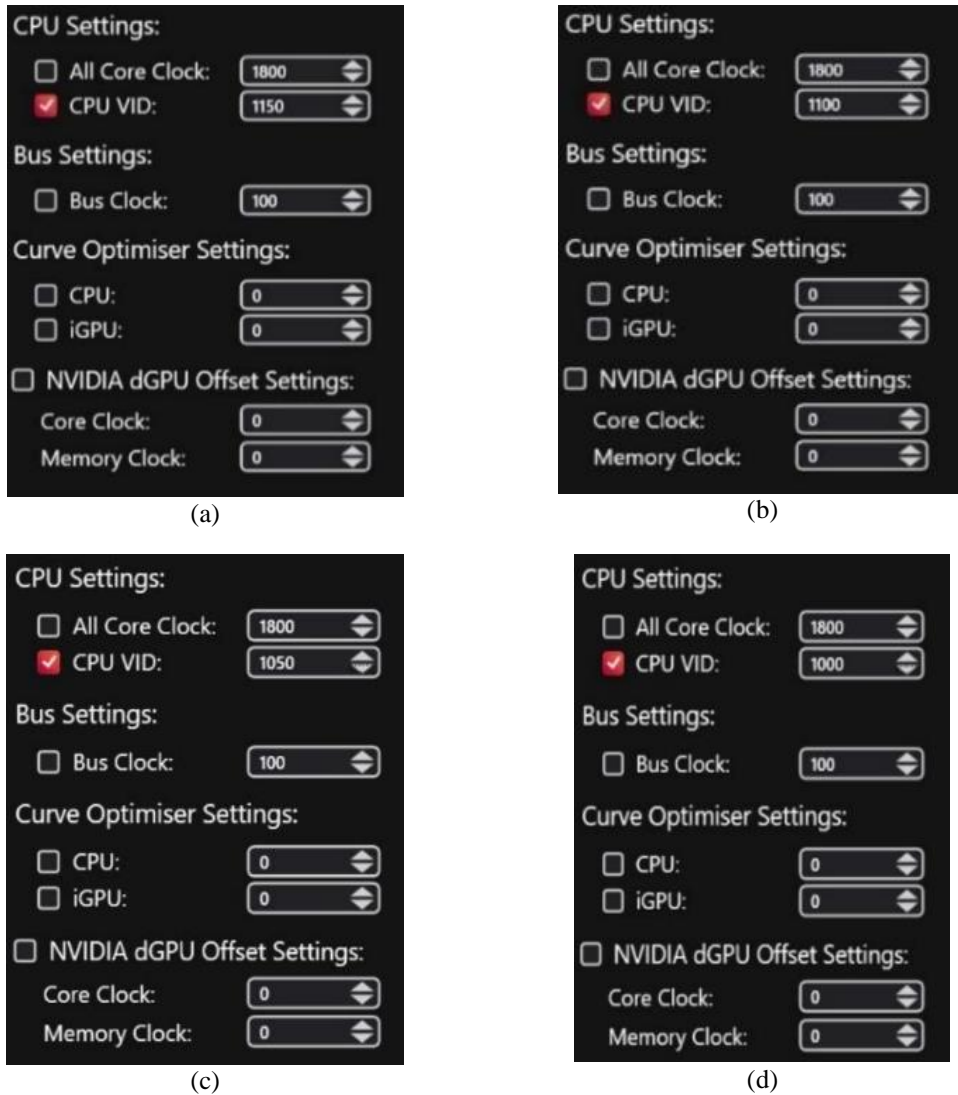 CPU Settings:
All Core Clock: 1800
CPU VID: 1150
Bus Settings:
Bus Clock: 100
Curve Optimiser Settings:
CPU: 0
iGPU: 0
NVIDIA dGPU Offset Settings:
Core Clock: 0
Memory Clock: 0
(a)
CPU Settings:
All Core Clock: 1800
CPU VID: 1100
Bus Settings:
Bus Clock: 100
Curve Optimiser Settings:
CPU: 0
iGPU: 0
NVIDIA dGPU Offset Settings:
Core Clock: 0
Memory Clock: 0
(b)
CPU Settings:
All Core Clock: 1800
CPU VID: 1050
Bus Settings:
Bus Clock: 100
Curve Optimiser Settings:
CPU: 0
iGPU: 0
NVIDIA dGPU Offset Settings:
Core Clock: 0
Memory Clock: 0
(c)
CPU Settings:
All Core Clock: 1800
CPU VID: 1000
Bus Settings:
Bus Clock: 100
Curve Optimiser Settings:
CPU: 0
iGPU: 0
NVIDIA dGPU Offset Settings:
Core Clock: 0
Memory Clock: 0
(d)